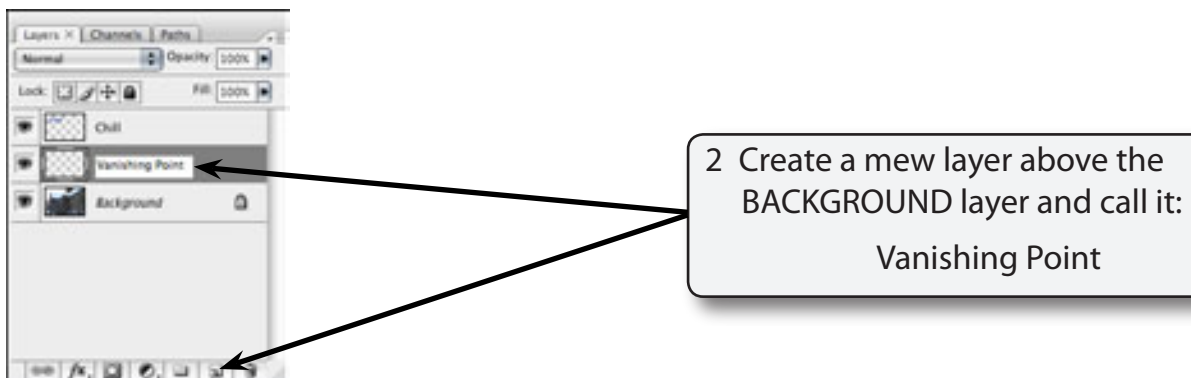 Layers × Channels Paths
Normal Opacity: 100%
Lock: Fill: 100%
Chill
Vanishing Point
Background
fx.
2 Create a mew layer above the
BACKGROUND layer and call it:
Vanishing Point